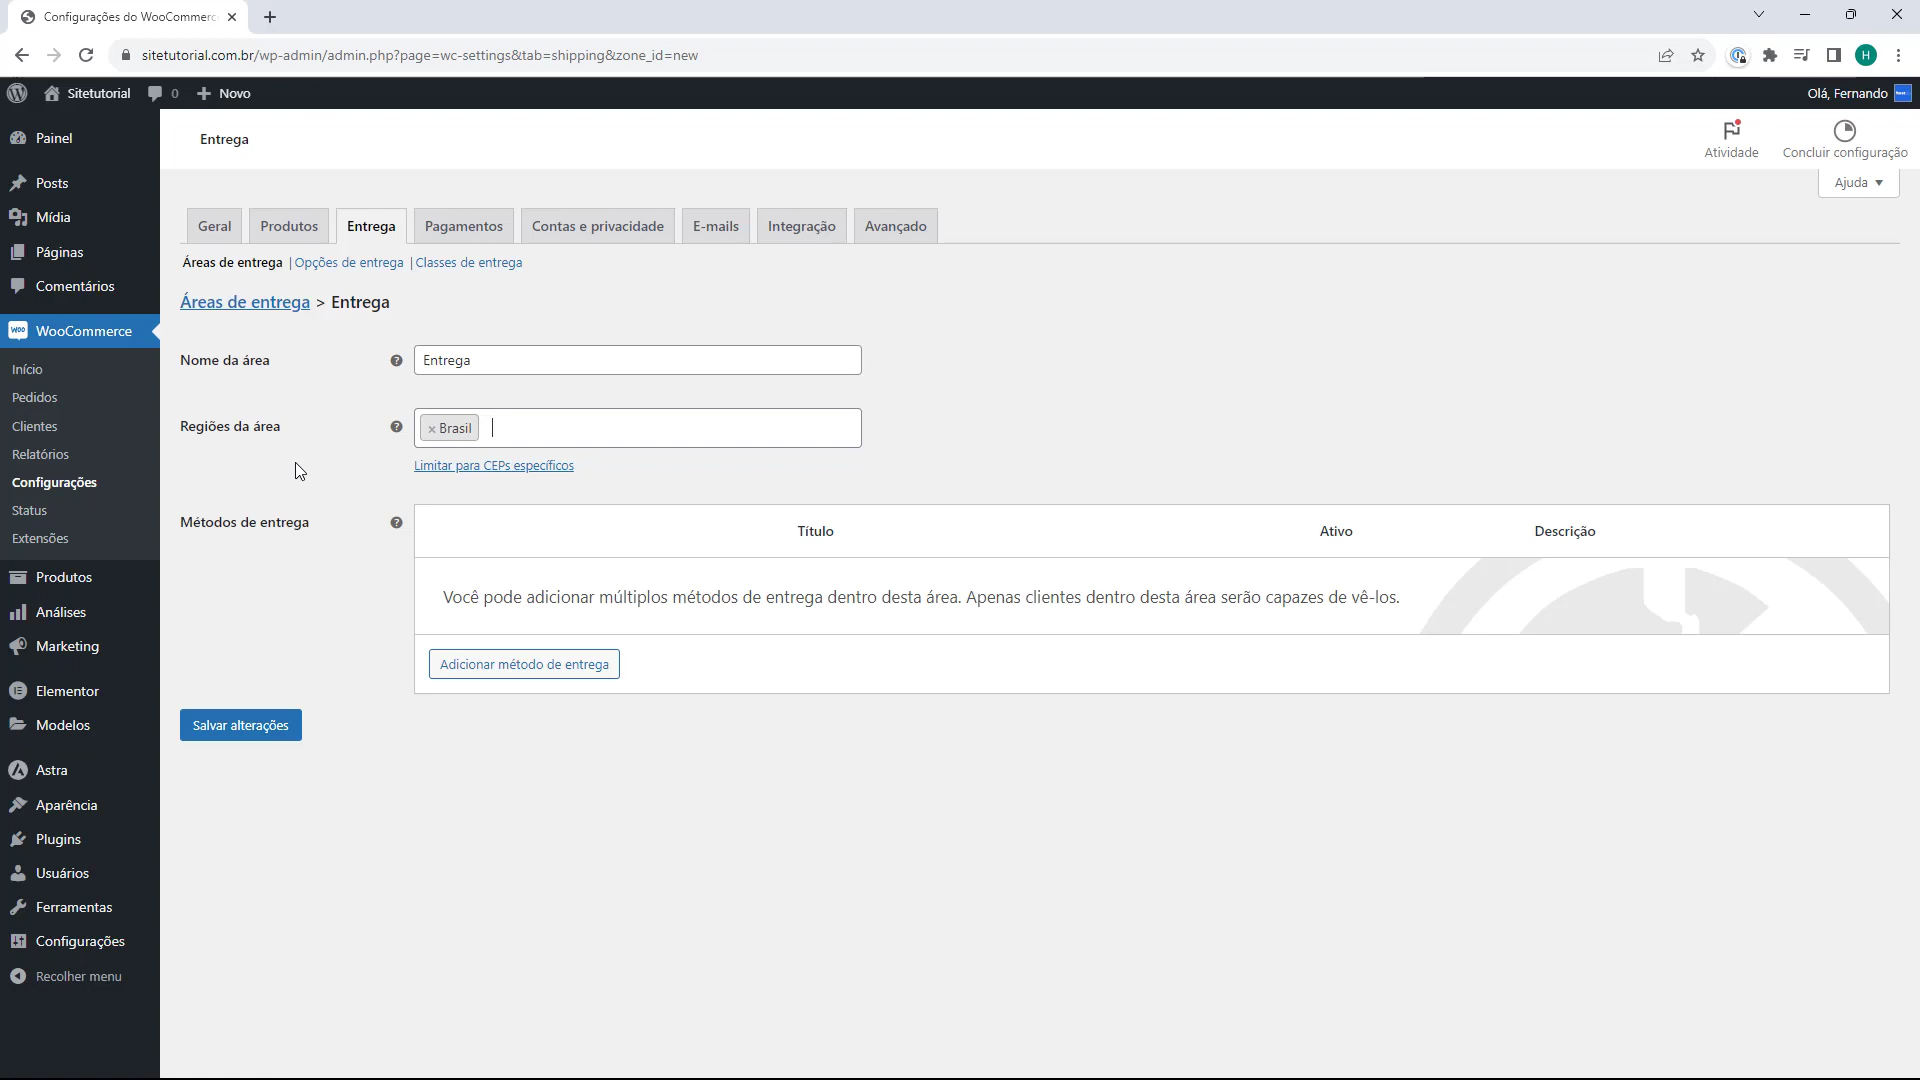 Configurações do WooCommerc
sitetutorial.com.br/wp-admin/admin.php?page=wc-settings&tab=shipping&zone_id=new
H
Sitetutorial
0
Novo
Olá, Fernando
Painel
Posts
Mídia
Páginas
Comentários
WooCommerce
Início
Pedidos
Clientes
Relatórios
Configurações
Status
Extensões
Produtos
Análises
Marketing
Elementor
Modelos
Astra
Aparência
Plugins
Usuários
Ferramentas
Configurações
Recolher menu
Entrega
Atividade
Concluir configuração
Ajuda
Geral
Produtos
Entrega
Pagamentos
Contas e privacidade
E-mails
Integração
Avançado
Áreas de entrega | Opções de entrega | Classes de entrega
Áreas de entrega > Entrega
Nome da área
Entrega
Regiões da área
× Brasil
Limitar para CEPs específicos
Métodos de entrega
Título
Ativo
Descrição
Você pode adicionar múltiplos métodos de entrega dentro desta área. Apenas clientes dentro desta área serão capazes de vê-los.
Adicionar método de entrega
Salvar alterações